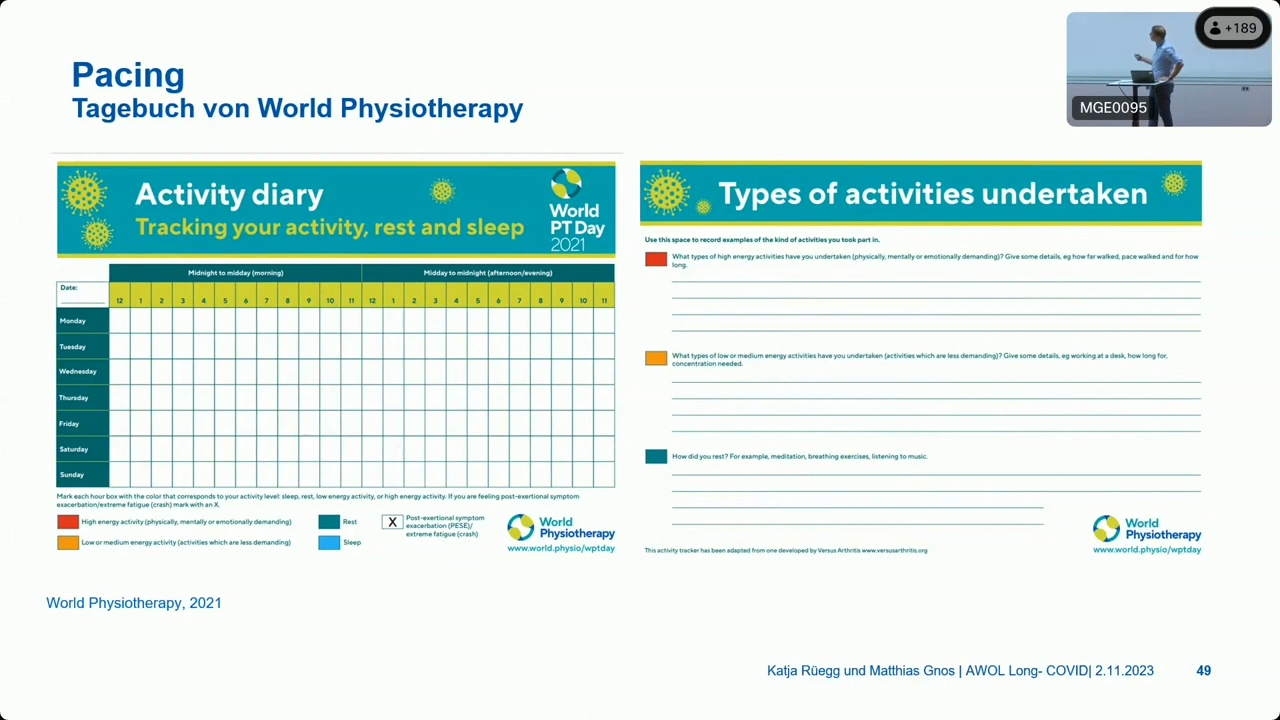 Pacing
Tagebuch von World Physiotherapy
+189
MGE0095
Activity diary
Tracking your activity, rest and sleep
World
PT Day
2021
Midnight to midday (morning)
Midday to midnight (afternoon/evening)
Date:
12 1 2 3 4 5 6 7 8 9 10 11 12 1 2 3 4 5 6 7 8 9 10 11
Monday
Tuesday
Wednesday
Thursday
Friday
Saturday
Sunday
Mark each hour box with the color that corresponds to your activity level: sleep, rest, low energy activity, or high energy activity. If you are feeling post-exertional symptom
exacerbation/extreme fatigue (crash) mark with an X.
High energy activity (physically, mentally or emotionally demanding)
Low or medium energy activity (activities which are less demanding)
Rest
Sleep
X
Post-exertional symptom
exacerbation (PESE)/
extreme fatigue (crash)
World
Physiotherapy
www.world.physio/wptday
Types of activities undertaken
Use this space to record examples of the kind of activities you took part in.
What types of high energy activities have you undertaken (physically, mentally or emotionally demanding)? Give some details, eg how far walked, pace walked and for how
long.
What types of low or medium energy activities have you undertaken (activities which are less demanding)? Give some details, eg working at a desk, how long for,
concentration needed.
How did you rest? For example, meditation, breathing exercises, listening to music.
This activity tracker has been adapted from one developed by Versus Arthritis www.versusarthritis.org
World
Physiotherapy
www.world.physio/wptday
World Physiotherapy, 2021
Katja Rüegg und Matthias Gnos | AWOL Long- COVID| 2.11.2023
49